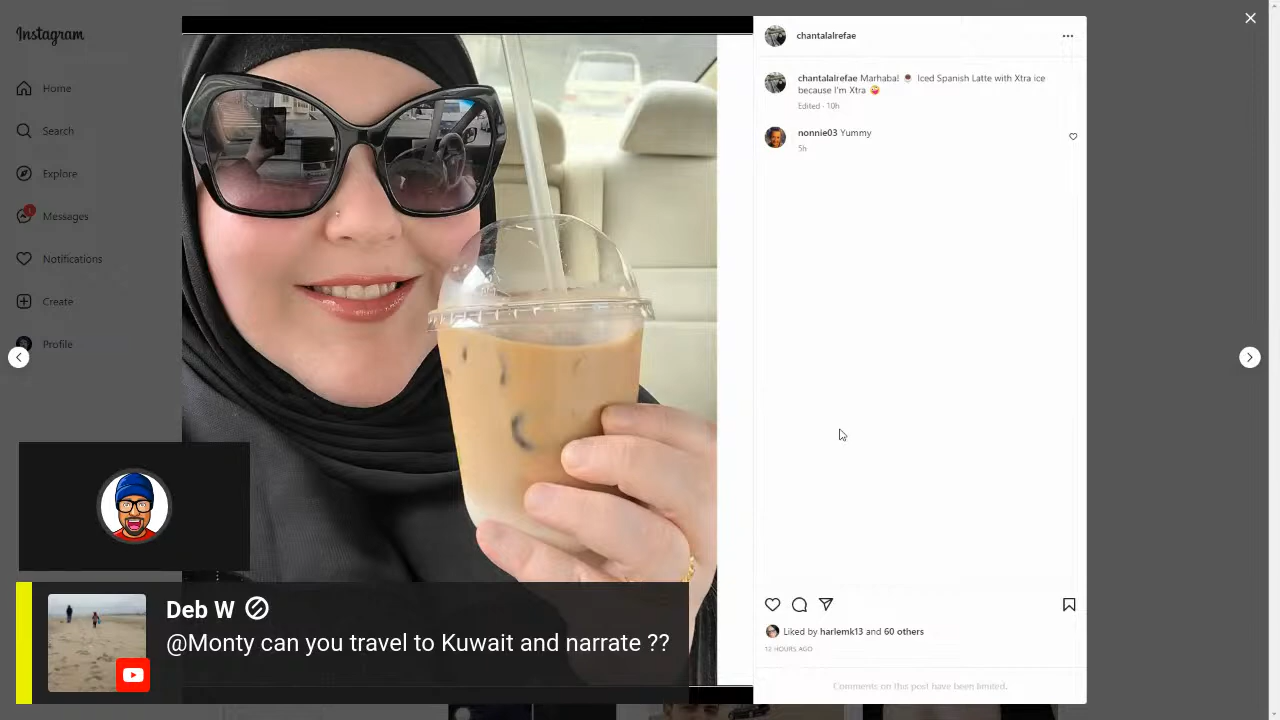 Instagram
Home
Search
Explore
1
Messages
Notifications
Create
Profile
chantalalrefae
chantalalrefae Marhaba! Iced Spanish Latte with Xtra ice
because I'm Xtra
Edited · 10h
nonnie03 Yummy
5h
Liked by harlemk13 and 60 others
12 HOURS AGO
Comments on this post have been limited.
Deb W
@Monty can you travel to Kuwait and narrate ??